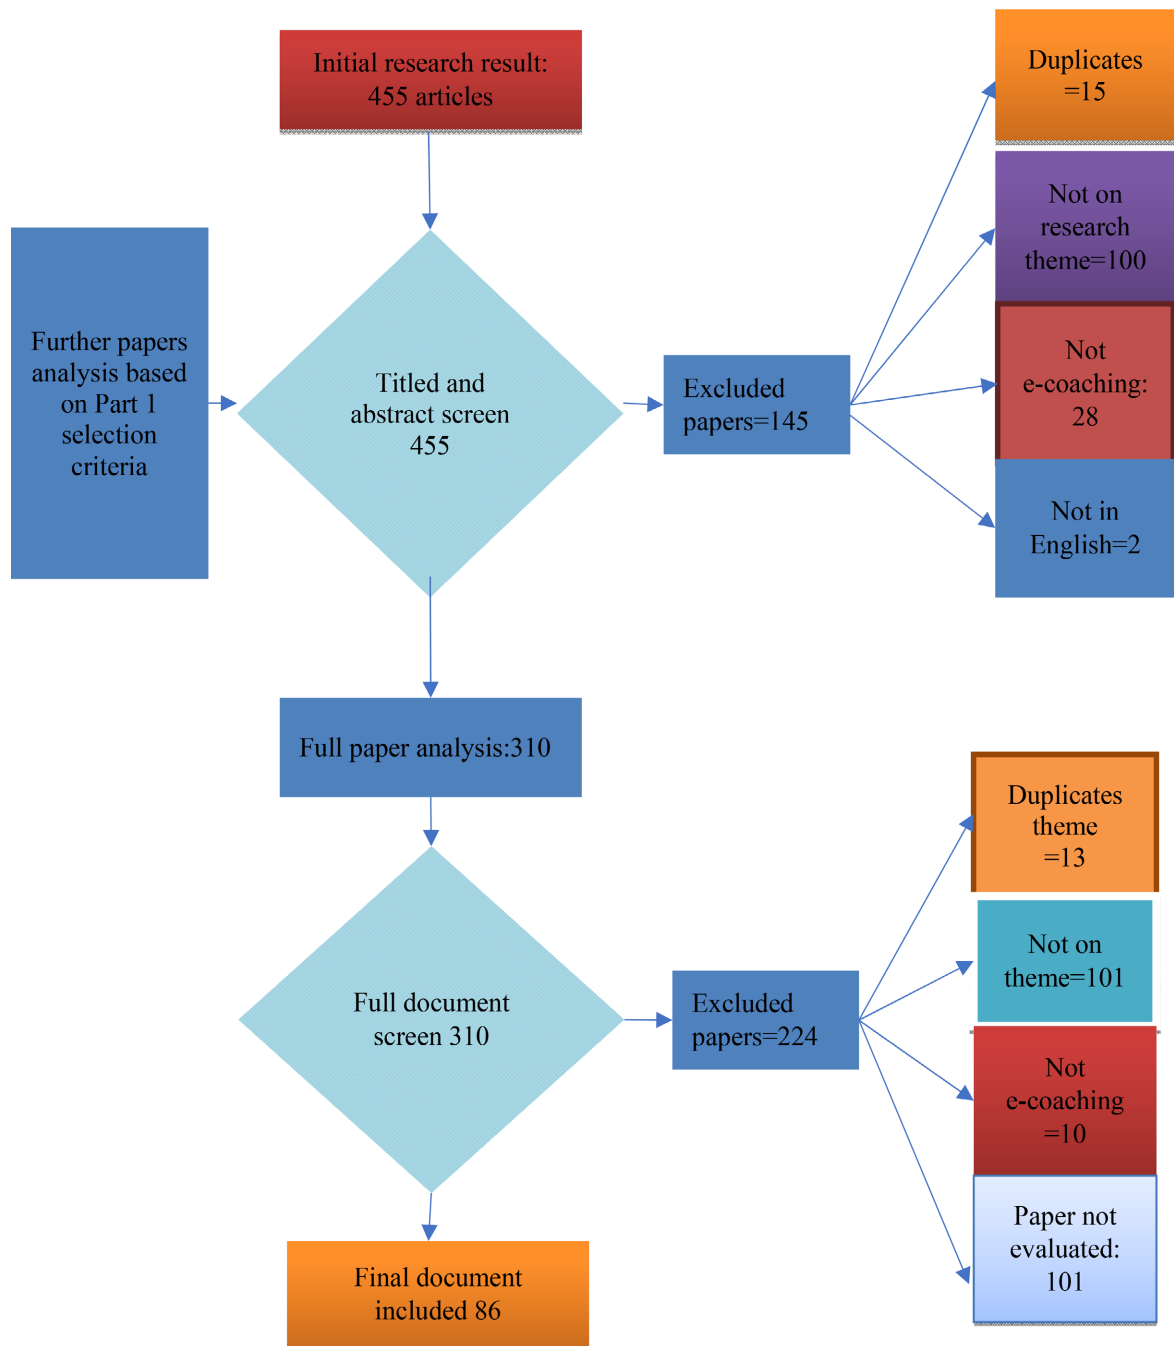 Initial research result:
455 articles
Duplicates
=15
Not on
research
theme=100
Further papers
analysis based
on Part 1
selection
criteria
Titled and
abstract screen
455
Excluded
papers=145
Not
e-coaching:
28
Not in
English=2
Full paper analysis:310
Duplicates
theme
=13
Not on
theme=101
Full document
screen 310
Excluded
papers=224
Not
e-coaching
=10
Paper not
evaluated:
101
Final document
included 86